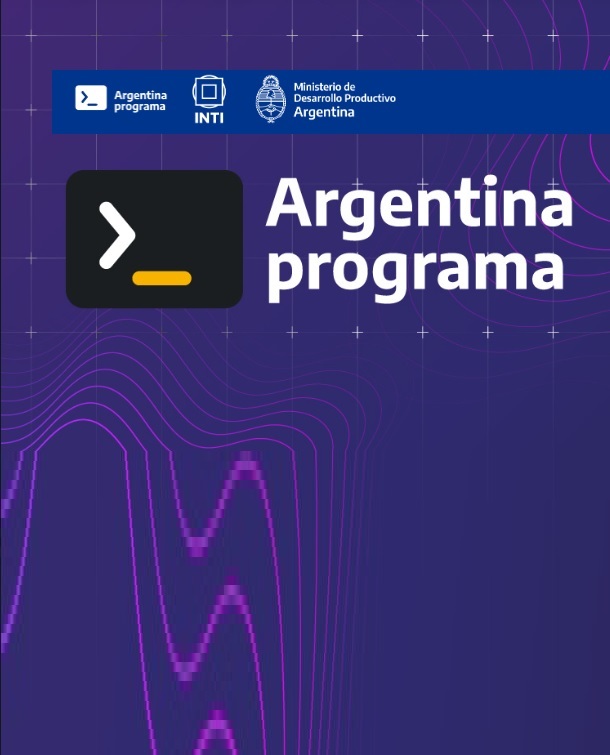 Argentina
programa
INTI
Ministerio de
Desarrollo Productivo
Argentina
Argentina
programa